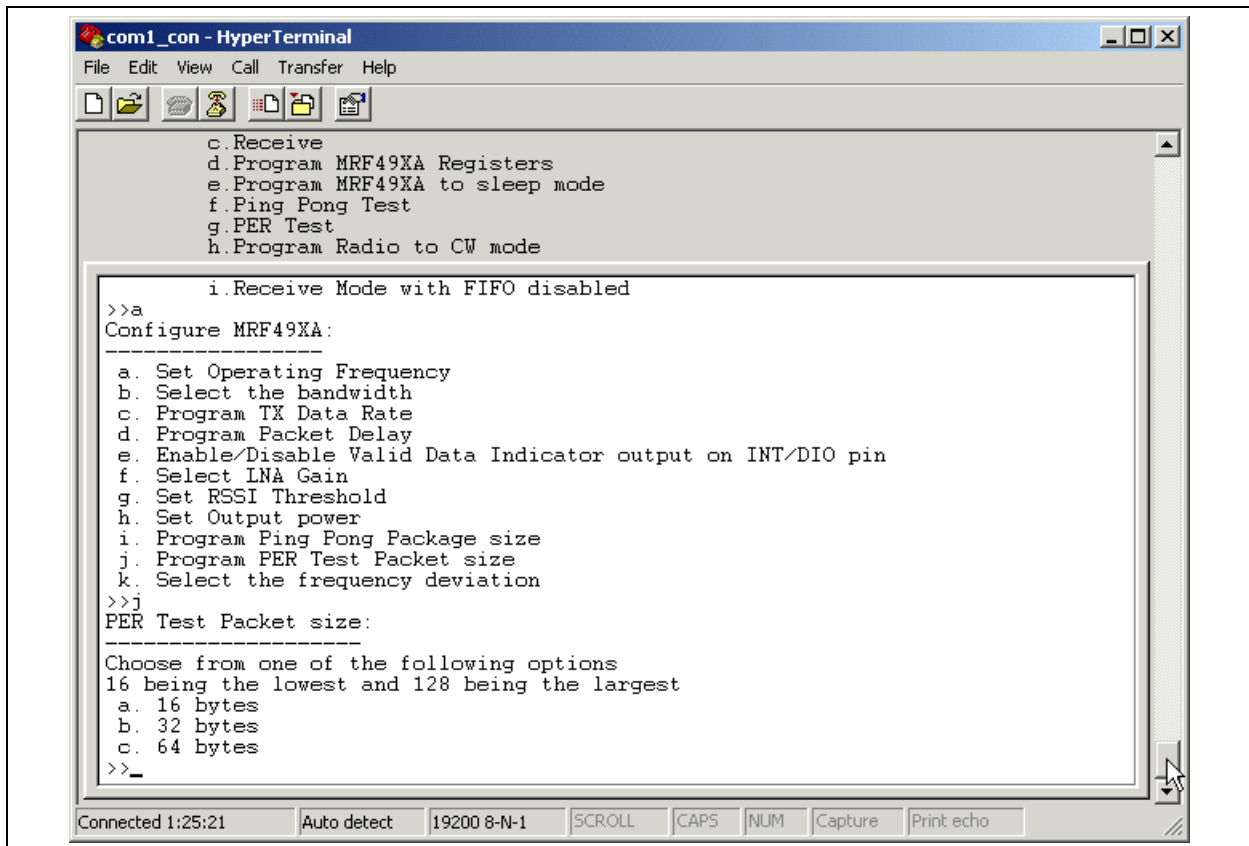 com1_con - HyperTerminal
File Edit View Call Transfer Help
c.Receive
d.Program MRF49XA Registers
e.Program MRF49XA to sleep mode
f.Ping Pong Test
g.PER Test
h.Program Radio to CW mode
i.Receive Mode with FIFO disabled
>>a
Configure MRF49XA:
-----------------
a. Set Operating Frequency
b. Select the bandwidth
c. Program TX Data Rate
d. Program Packet Delay
e. Enable/Disable Valid Data Indicator output on INT/DIO pin
f. Select LNA Gain
g. Set RSSI Threshold
h. Set Output power
i. Program Ping Pong Package size
j. Program PER Test Packet size
k. Select the frequency deviation
>>j
PER Test Packet size:
--------------------
Choose from one of the following options
16 being the lowest and 128 being the largest
a. 16 bytes
b. 32 bytes
c. 64 bytes
>>_
Connected 1:25:21 Auto detect 19200 8-N-1 SCROLL CAPS NUM Capture Print echo